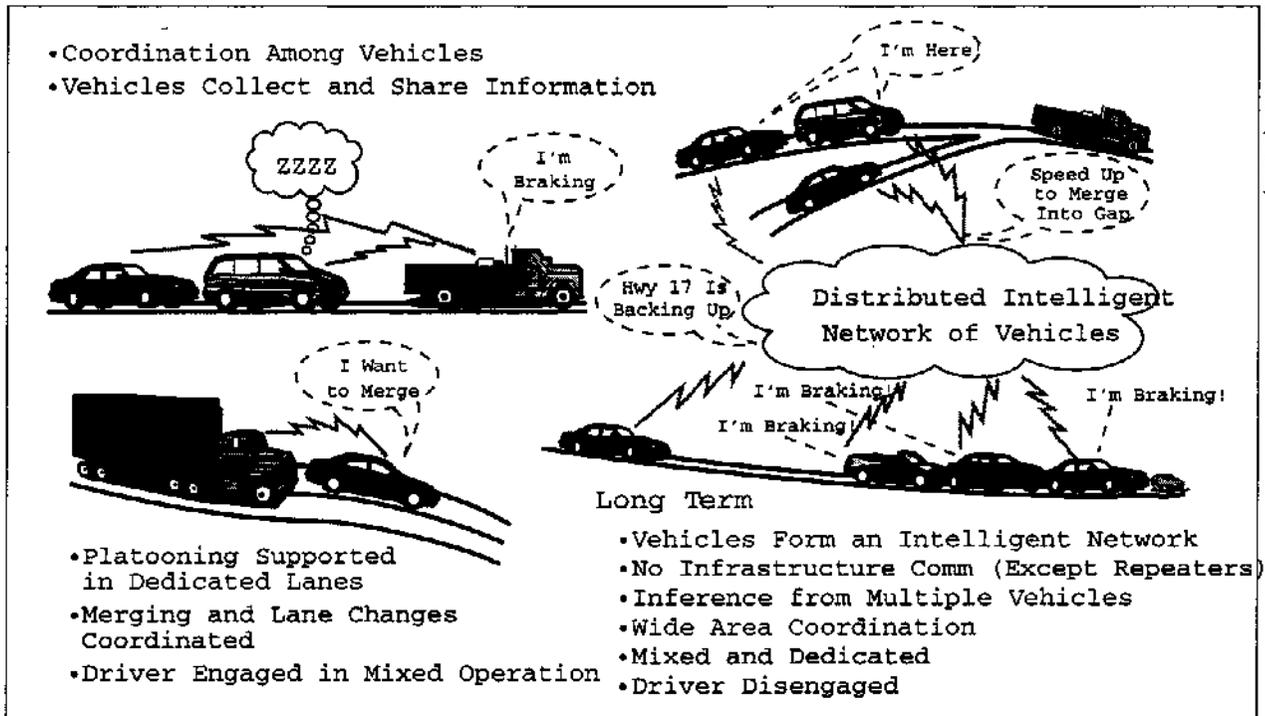 •Coordination Among Vehicles
•Vehicles Collect and Share Information
ZZZZ
I'm
Braking
I'm Here
Speed Up
to Merge
Into Gap
Hwy 17 Is
Backing Up
Distributed Intelligent
Network of Vehicles
I Want
to Merge
I'm Braking!
I'm Braking!
I'm Braking!
•Platooning Supported
in Dedicated Lanes
•Merging and Lane Changes
Coordinated
•Driver Engaged in Mixed Operation
Long Term
•Vehicles Form an Intelligent Network
•No Infrastructure Comm (Except Repeaters)
•Inference from Multiple Vehicles
•Wide Area Coordination
•Mixed and Dedicated
•Driver Disengaged